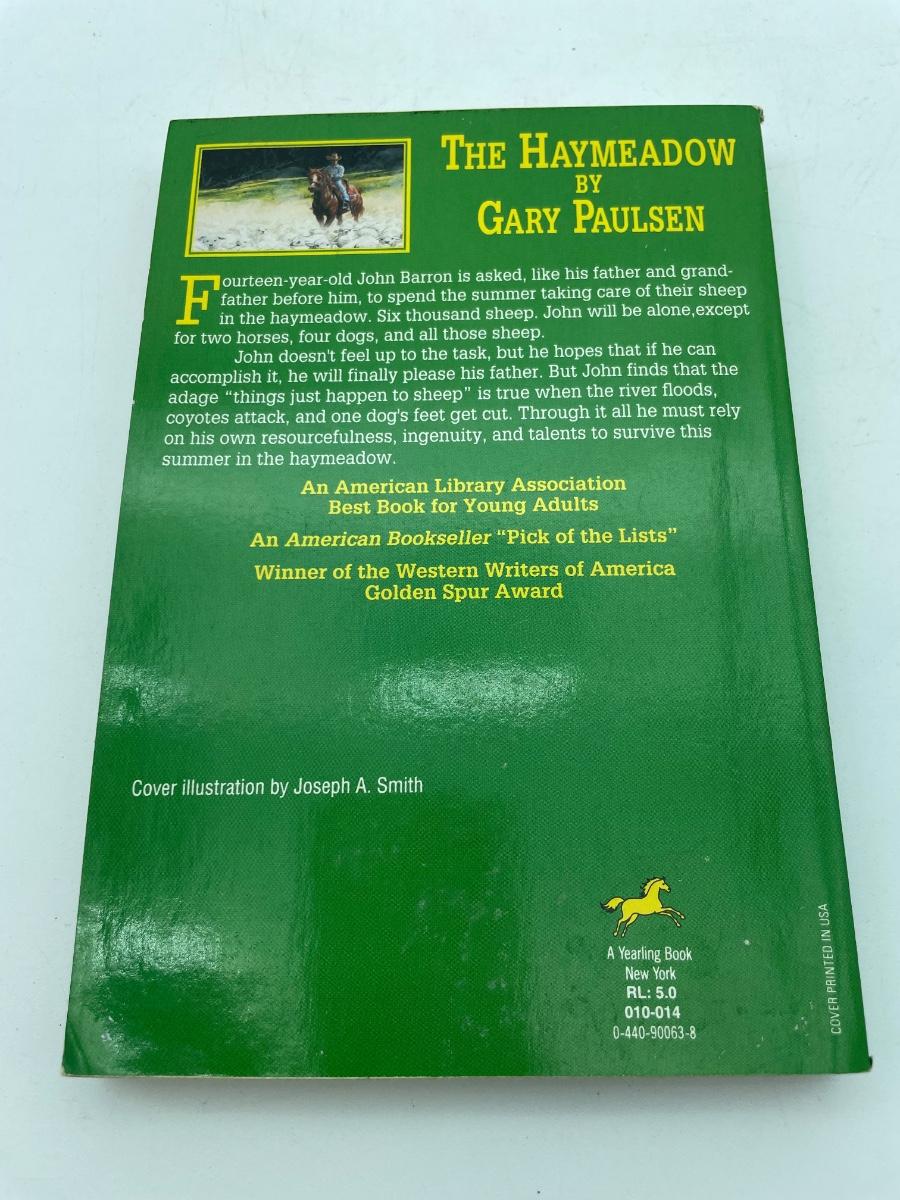 THE HAYMEADOW
BY
GARY PAULSEN
Fourteen-year-old John Barron is asked, like his father and grand-
father before him, to spend the summer taking care of their sheep
in the haymeadow. Six thousand sheep. John will be alone,except
for two horses, four dogs, and all those sheep.
John doesn't feel up to the task, but he hopes that if he can
accomplish it, he will finally please his father. But John finds that the
adage “things just happen to sheep” is true when the river floods,
coyotes attack, and one dog's feet get cut. Through it all he must rely
on his own resourcefulness, ingenuity, and talents to survive this
summer in the haymeadow.
An American Library Association
Best Book for Young Adults
An American Bookseller “Pick of the Lists”
Winner of the Western Writers of America
Golden Spur Award
Cover illustration by Joseph A. Smith
A Yearling Book
New York
RL: 5.0
010-014
0-440-90063-8
COVER PRINTED IN USA